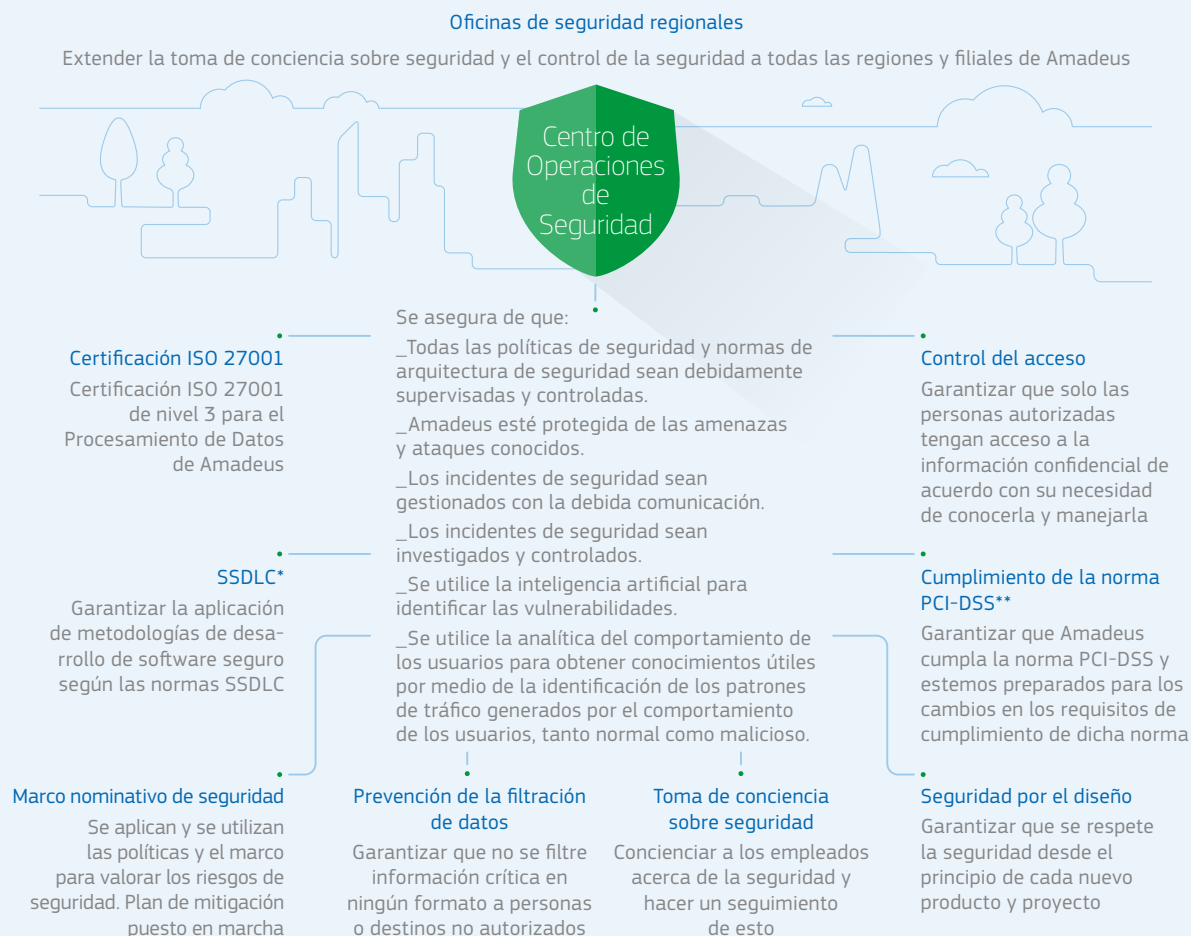 Oficinas de seguridad regionales
Extender la toma de conciencia sobre seguridad y el control de la seguridad a todas las regiones y filiales de Amadeus
Centro de
Operaciones
de
Seguridad
Certificación ISO 27001
Certificación ISO 27001
de nivel 3 para el
Procesamiento de Datos
de Amadeus
Se asegura de que:
_Todas las políticas de seguridad y normas de
arquitectura de seguridad sean debidamente
supervisadas y controladas.
_Amadeus esté protegida de las amenazas
y ataques conocidos.
_Los incidentes de seguridad sean
gestionados con la debida comunicación.
_Los incidentes de seguridad sean
investigados y controlados.
_Se utilice la inteligencia artificial para
identificar las vulnerabilidades.
_Se utilice la analítica del comportamiento de
los usuarios para obtener conocimientos útiles
por medio de la identificación de los patrones
de tráfico generados por el comportamiento
de los usuarios, tanto normal como malicioso.
Control del acceso
Garantizar que solo las
personas autorizadas
tengan acceso a la
información confidencial de
acuerdo con su necesidad
de conocerla y manejarla
SSDLC*
Garantizar la aplicación
de metodologías de desa-
rrollo de software seguro
según las normas SSDLC
Cumplimiento de la norma
PCI-DSS**
Garantizar que Amadeus
cumpla la norma PCI-DSS y
estemos preparados para los
cambios en los requisitos de
cumplimiento de dicha norma
Marco nominativo de seguridad
Se aplican y se utilizan
las políticas y el marco
para valorar los riesgos de
seguridad. Plan de mitigación
puesto en marcha
Prevención de la filtración
de datos
Garantizar que no se filtre
información crítica en
ningún formato a personas
o destinos no autorizados
Toma de conciencia
sobre seguridad
Concienciar a los empleados
acerca de la seguridad y
hacer un seguimiento
de esto
Seguridad por el diseño
Garantizar que se respete
la seguridad desde el
principio de cada nuevo
producto y proyecto